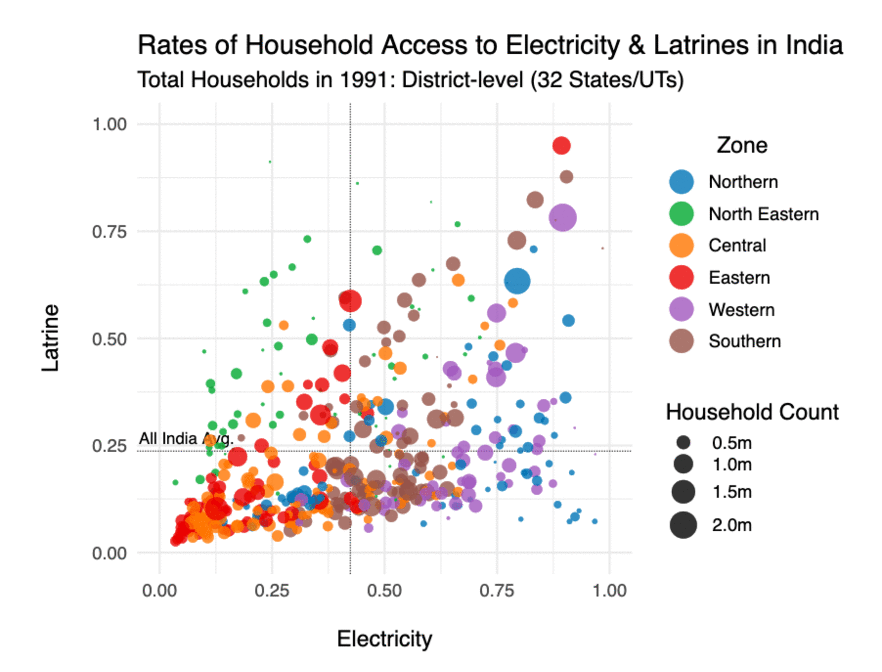 Rates of Household Access to Electricity & Latrines in India
Total Households in 1991: District-level (32 States/UTs)
1.00
0.75
0.50
0.25
0.00
Latrine
All India Avg.
0.00 0.25 0.50 0.75 1.00
Electricity
Zone
Northern
North Eastern
Central
Eastern
Western
Southern
Household Count
0.5m
1.0m
1.5m
2.0m